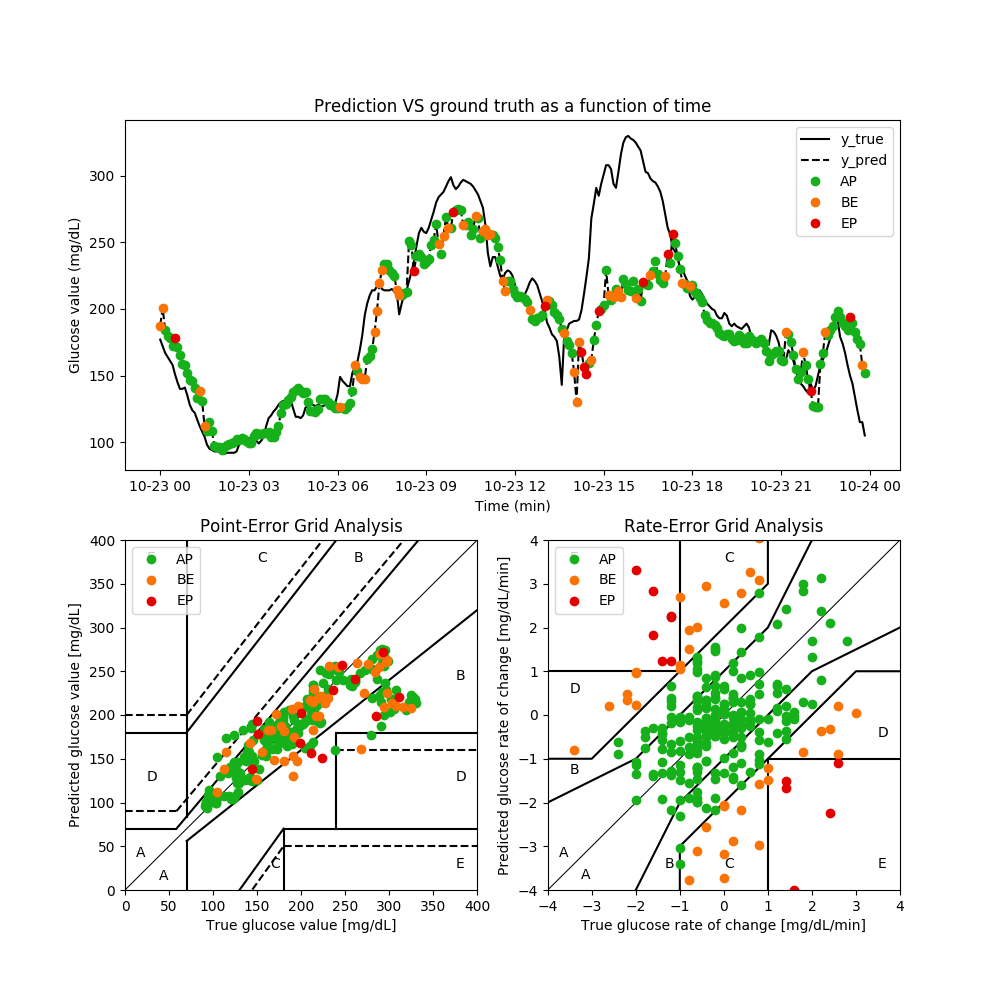 Prediction VS ground truth as a function of time
Glucose value (mg/dL)
300
250
200
150
100
y_true
y_pred
AP
BE
EP
10-23 00 10-23 03 10-23 06 10-23 09 10-23 12 10-23 15 10-23 18 10-23 21 10-24 00
Time (min)
Point-Error Grid Analysis
Predicted glucose value [mg/dL]
400
350
300
250
200
150
100
50
0
AP
BE
EP
C
B
B
D
D
A
A
C
E
0 50 100 150 200 250 300 350 400
True glucose value [mg/dL]
Rate-Error Grid Analysis
Predicted glucose rate of change [mg/dL/min]
4
3
2
1
0
−1
−2
−3
−4
AP
BE
EP
C
D
D
B
A
A
B
C
E
−4 −3 −2 −1 0 1 2 3 4
True glucose rate of change [mg/dL/min]